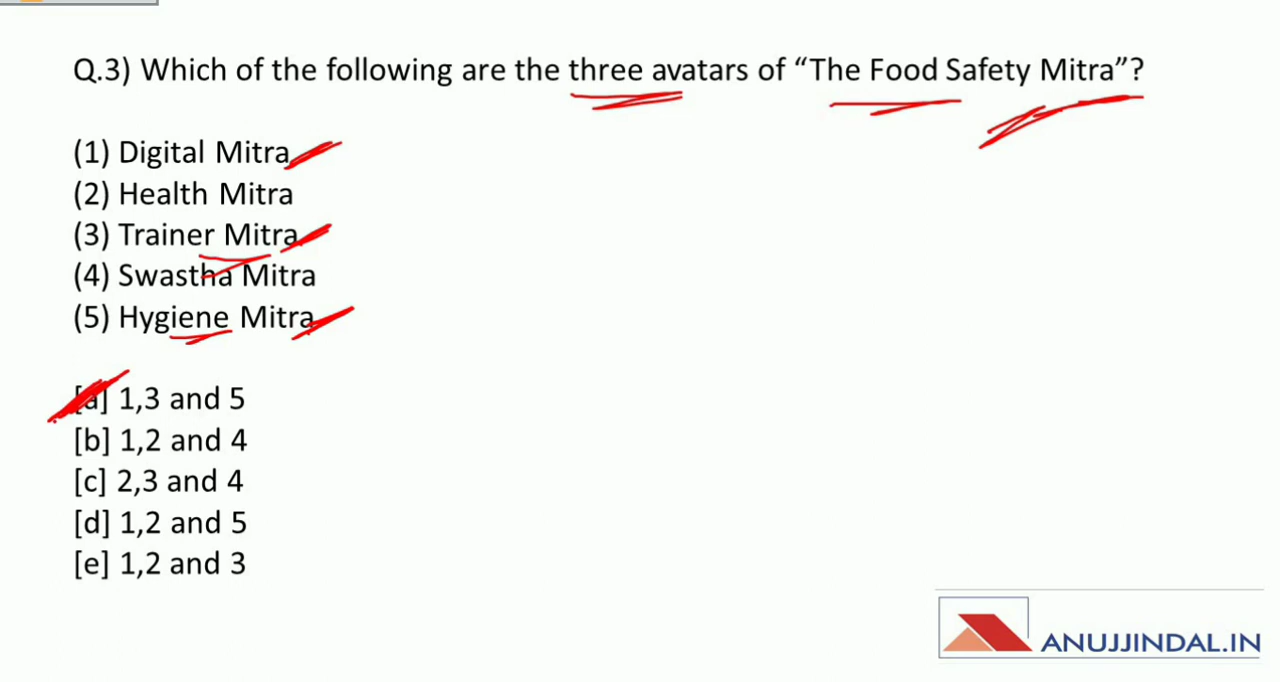 Q.3) Which of the following are the three avatars of “The Food Safety Mitra”?
(1) Digital Mitra
(2) Health Mitra
(3) Trainer Mitra
(4) Swastha Mitra
(5) Hygiene Mitra
[a] 1,3 and 5
[b] 1,2 and 4
[c] 2,3 and 4
[d] 1,2 and 5
[e] 1,2 and 3
ANUJJINDAL.IN